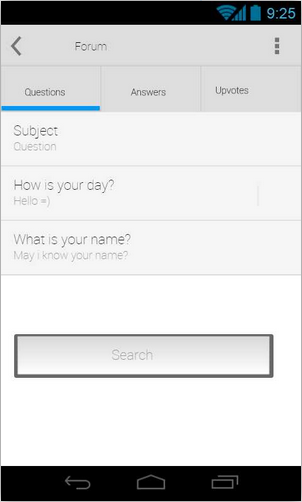 9:25
Forum
Questions Answers Upvotes
Subject
Question
How is your day?
Hello =)
What is your name?
May i know your name?
Search